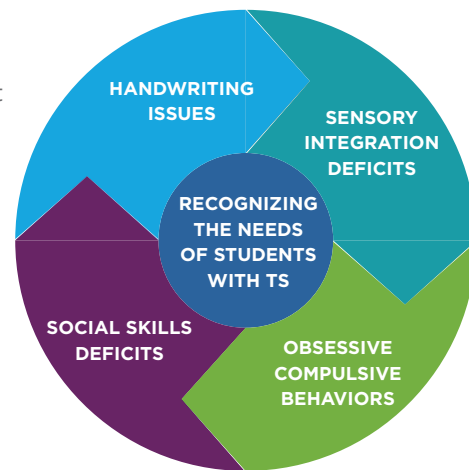 HANDWRITING
ISSUES
SENSORY
INTEGRATION
DEFICITS
RECOGNIZING
THE NEEDS
OF STUDENTS
WITH TS
SOCIAL SKILLS
DEFICITS
OBSESSIVE
COMPULSIVE
BEHAVIORS